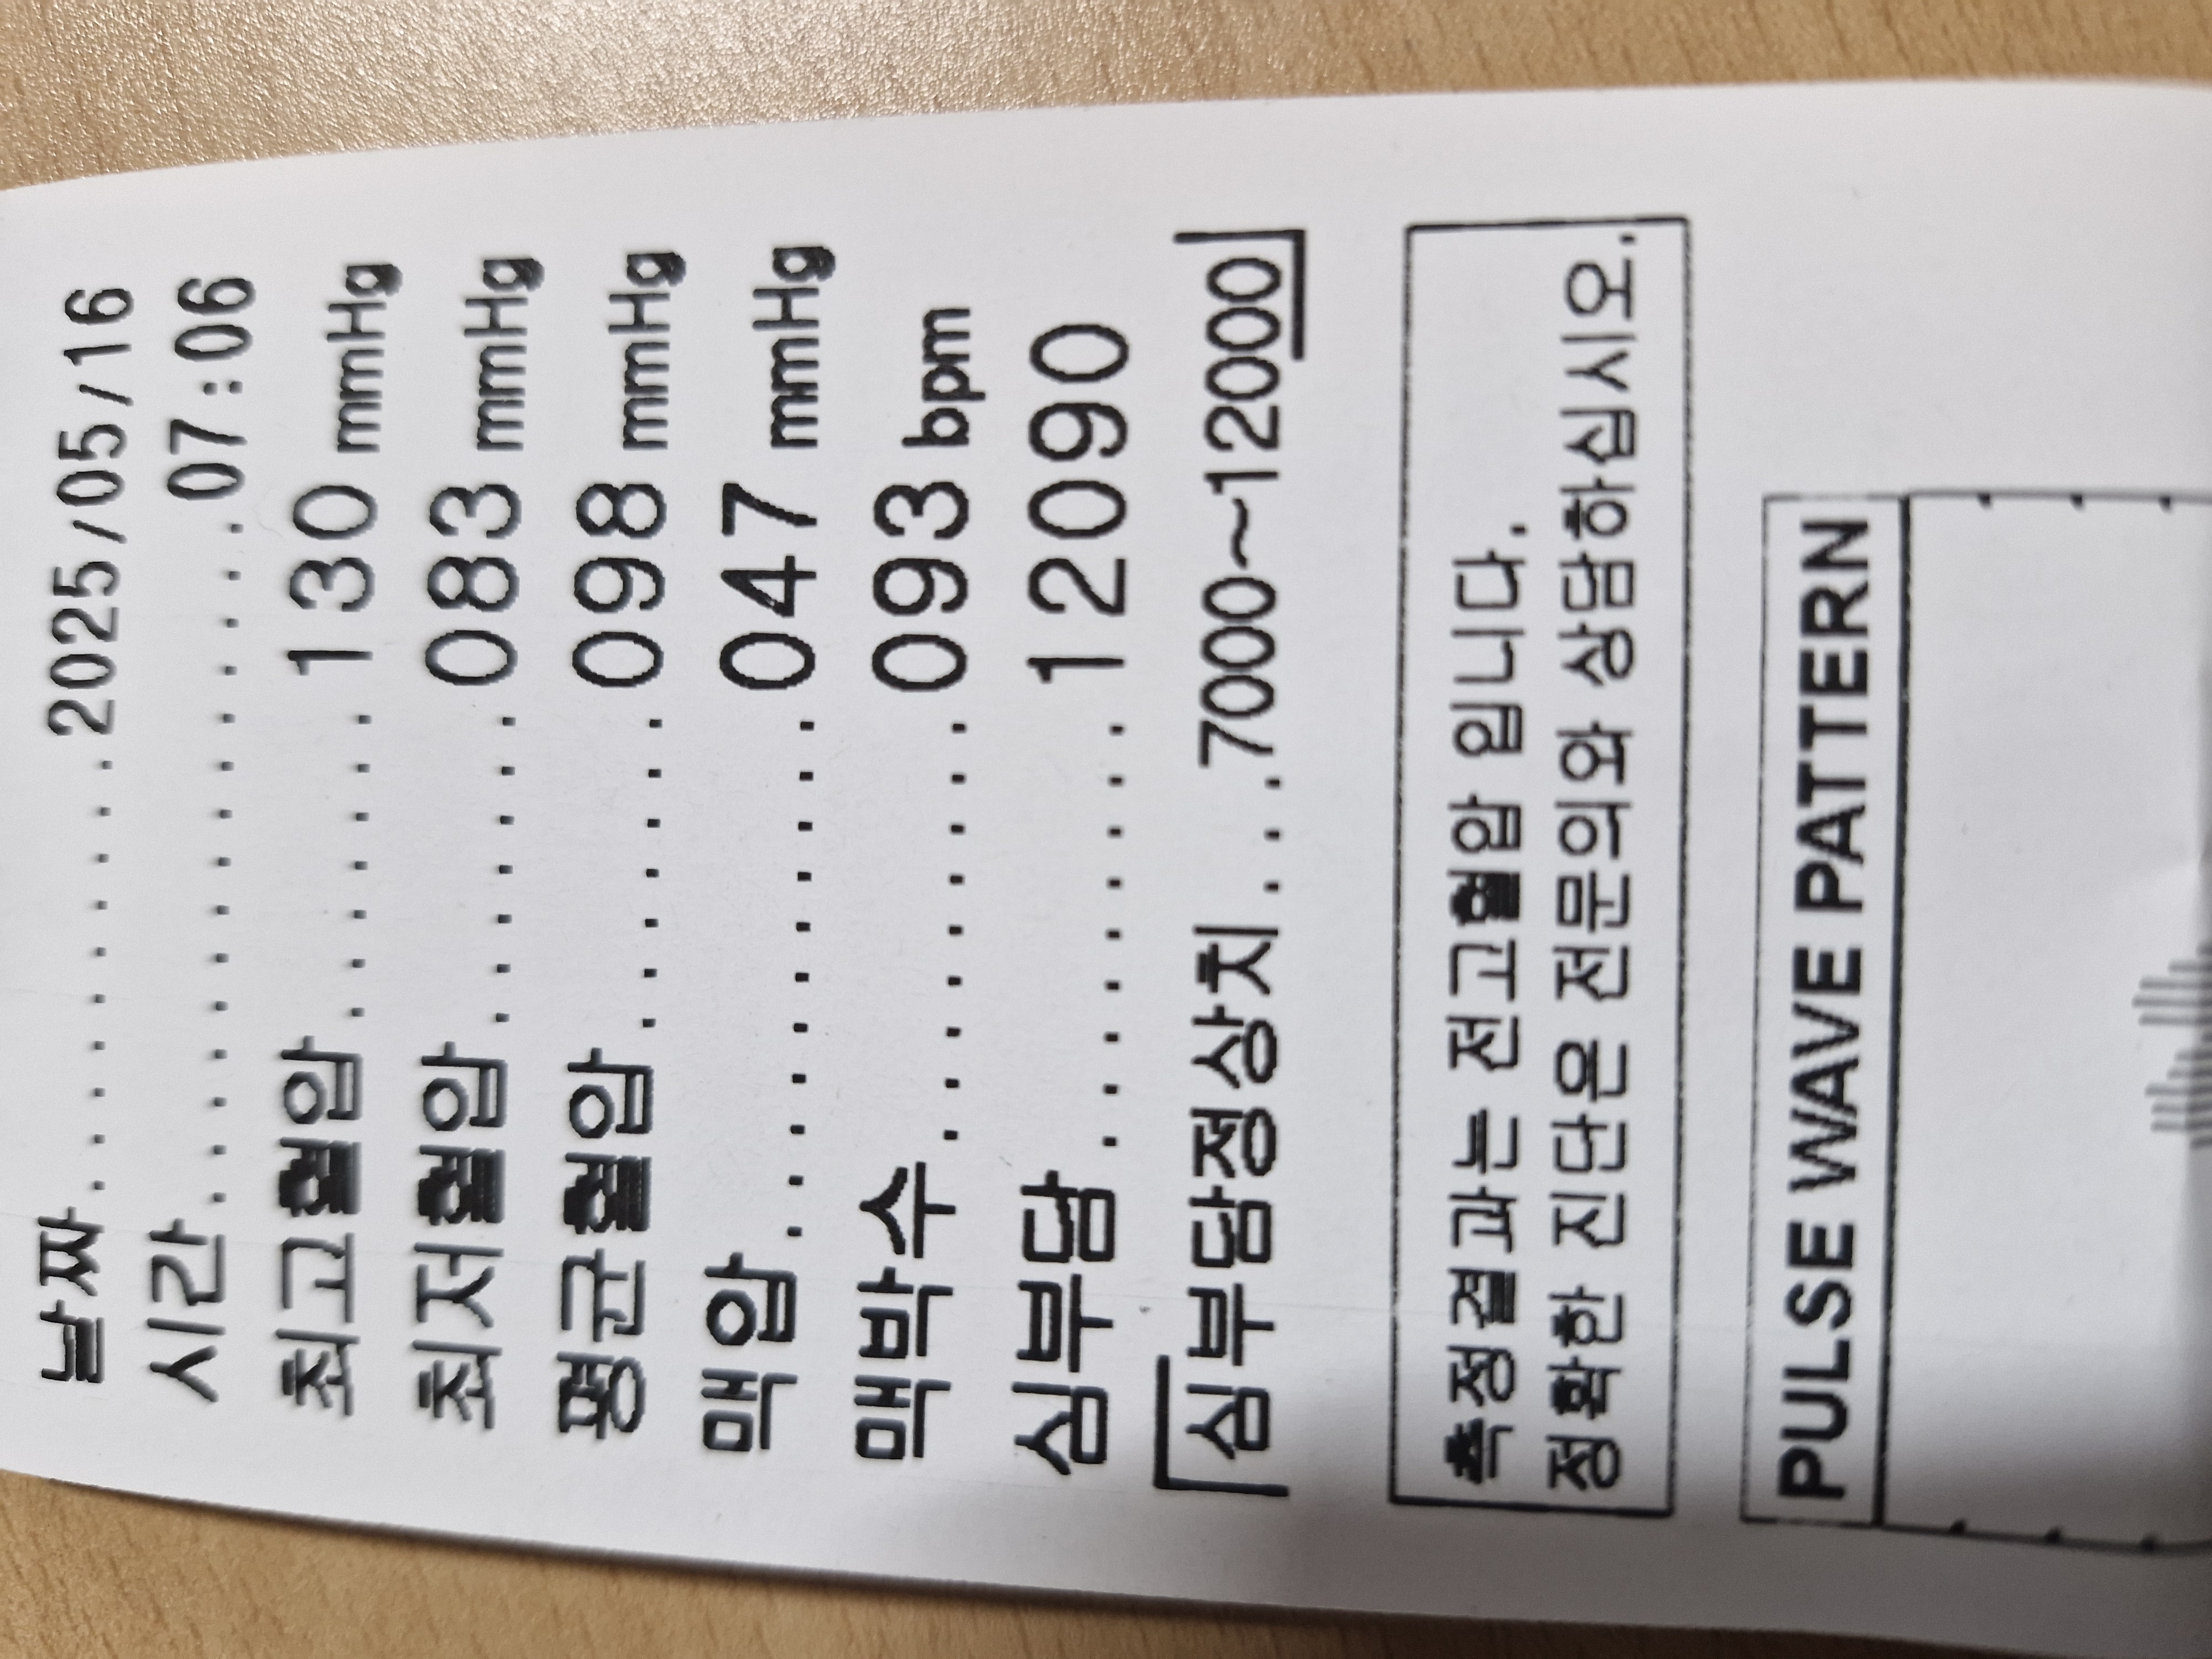 날짜..........2025/05/16
시간................07:06
최고혈압.......130 mmHg
최저혈압.......083 mmHg
평균혈압.......098 mmHg
맥압...........047 mmHg
맥박수.........093 bpm
심부담.........12090
「심부담정상치...7000~12000」
측정결과는 전고혈압 입니다.
정확한 진단은 전문의와 상담하십시오.
PULSE WAVE PATTERN